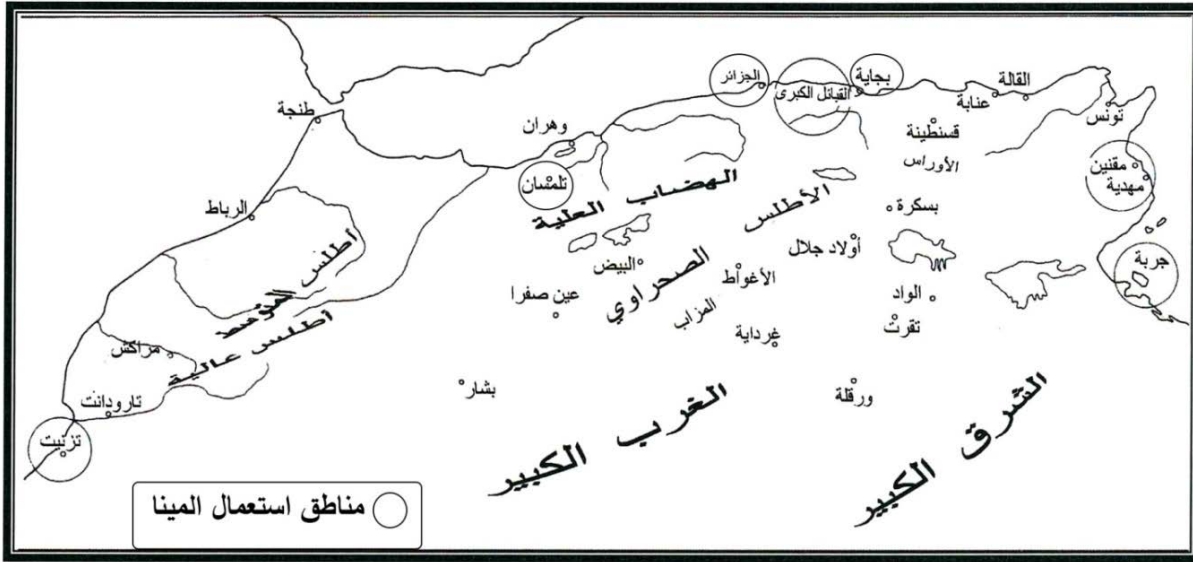 الجزائر
القبائل الكبرى
بجاية
عنابة
القالة
تونس
طنجة
وهران
قسنطينة
الأوراس
مقنين
مهدية
تلمسان
الهضاب العلية
الأطلس
الصحراوي
بسكرة
الرباط
أولاد جلال
جربة
البيض
الأغواط
أطلس المتوسط
عين صفرا
المزاب
الواد
تقرت
غرداية
أطلس عالية
مراكش
بشار
ورقلة
تارودانت
الغرب الكبير
الشرق الكبير
تزنيت
مناطق استعمال المينا